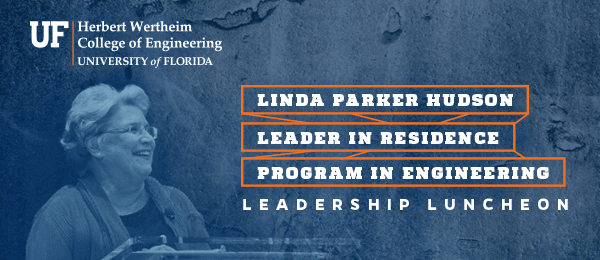 UF
Herbert Wertheim
College of Engineering
UNIVERSITY of FLORIDA
LINDA PARKER HUDSON
LEADER IN RESIDENCE
PROGRAM IN ENGINEERING
LEADERSHIP LUNCHEON